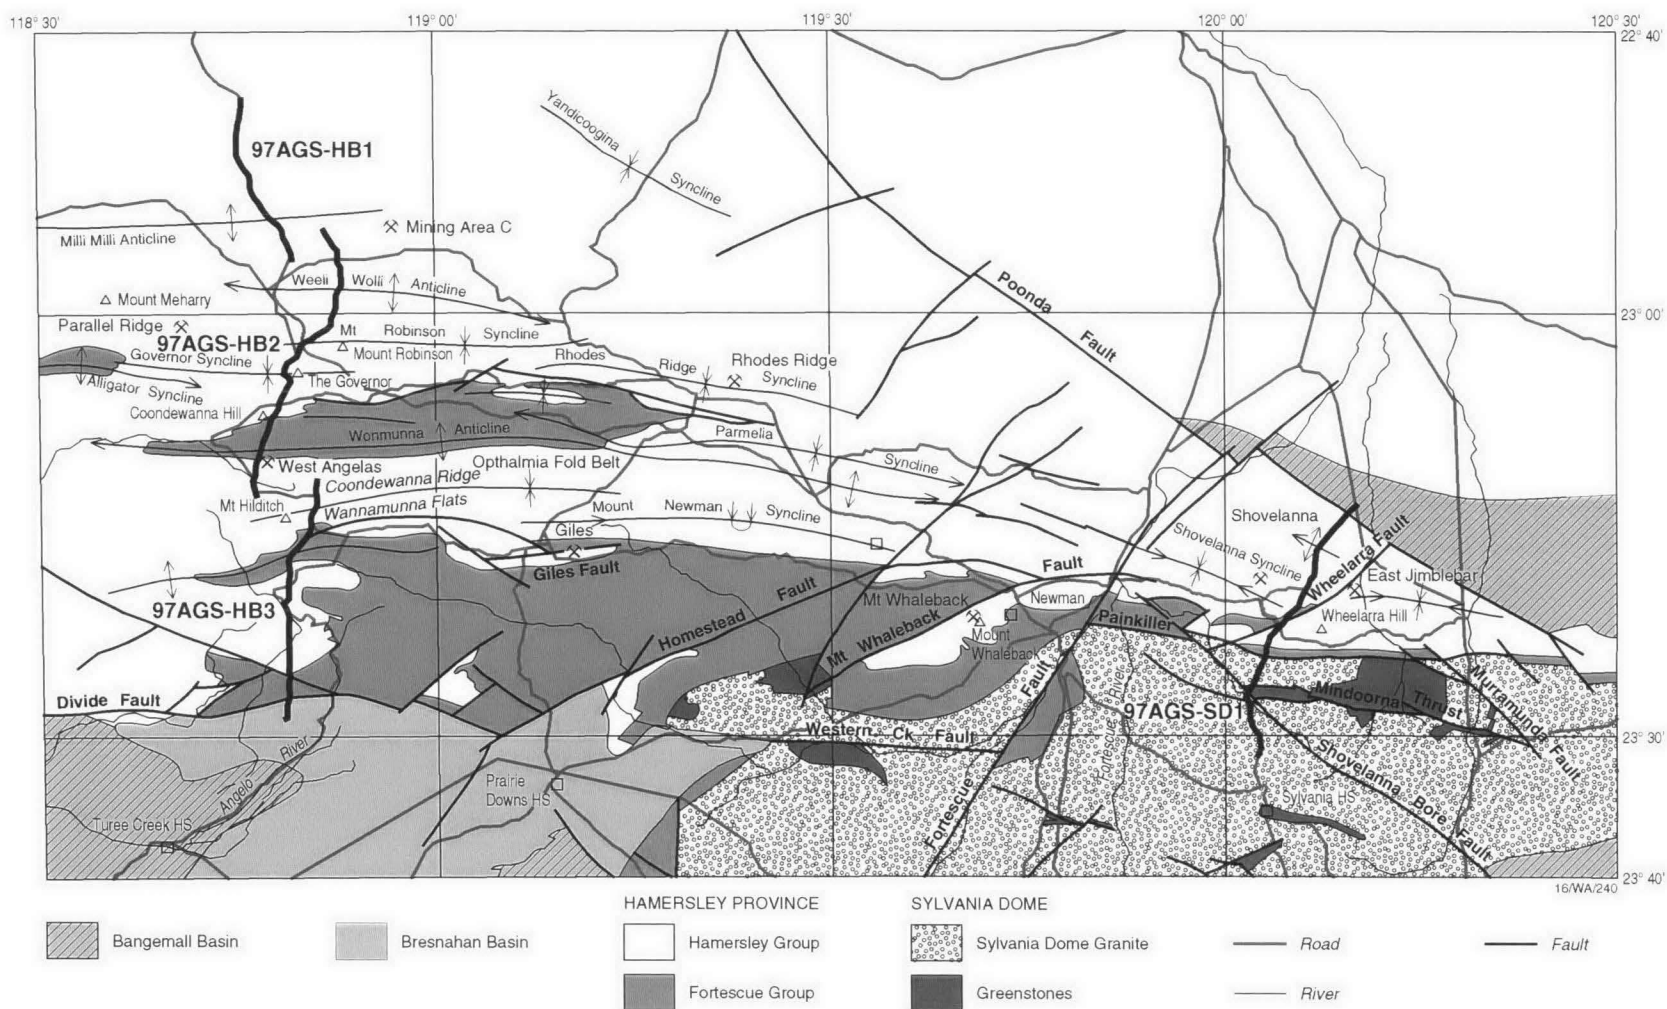 118° 30'
119° 00'
119° 30'
120° 00'
120° 30'
22° 40'
Yandicoogina
Syncline
97AGS-HB1
Mining Area C
Milli Milli Anticline
Weeli Wolli Anticline
Mount Meharry
Poonda
Fault
23° 00'
Parallel Ridge
97AGS-HB2
Mt Robinson Syncline
Mount Robinson
Rhodes Ridge Syncline
Rhodes Ridge
Governor Syncline
Alligator Syncline
The Governor
Coondewanna Hill
Wonmunna Anticline
Parmelia
Syncline
West Angelas
Opthalmia Fold Belt
Coondewanna Ridge
Mt Hilditch
Wannamunna Flats
Mount Newman Syncline
Giles
Giles Fault
Shovelanna
Shovelanna Syncline
Wheelarra Fault
East Jimblebar
Wheelarra Hill
97AGS-HB3
Homestead Fault
Mt Whaleback
Mt Whaleback Fault
Newman
Mount
Whaleback
Painkiller
Divide Fault
Fortescue Fault
Fortescue River
97AGS-SD1
Mindoorna Thrust
Murramunda Fault
Western Ck Fault
23° 30'
Shovelanna Bore Fault
Angelo River
Prairie
Downs HS
Turee Creek HS
Sylvania HS
23° 40'
16/WA/240
HAMERSLEY PROVINCE
SYLVANIA DOME
Bangemall Basin
Bresnahan Basin
Hamersley Group
Sylvania Dome Granite
Road
Fault
Fortescue Group
Greenstones
River